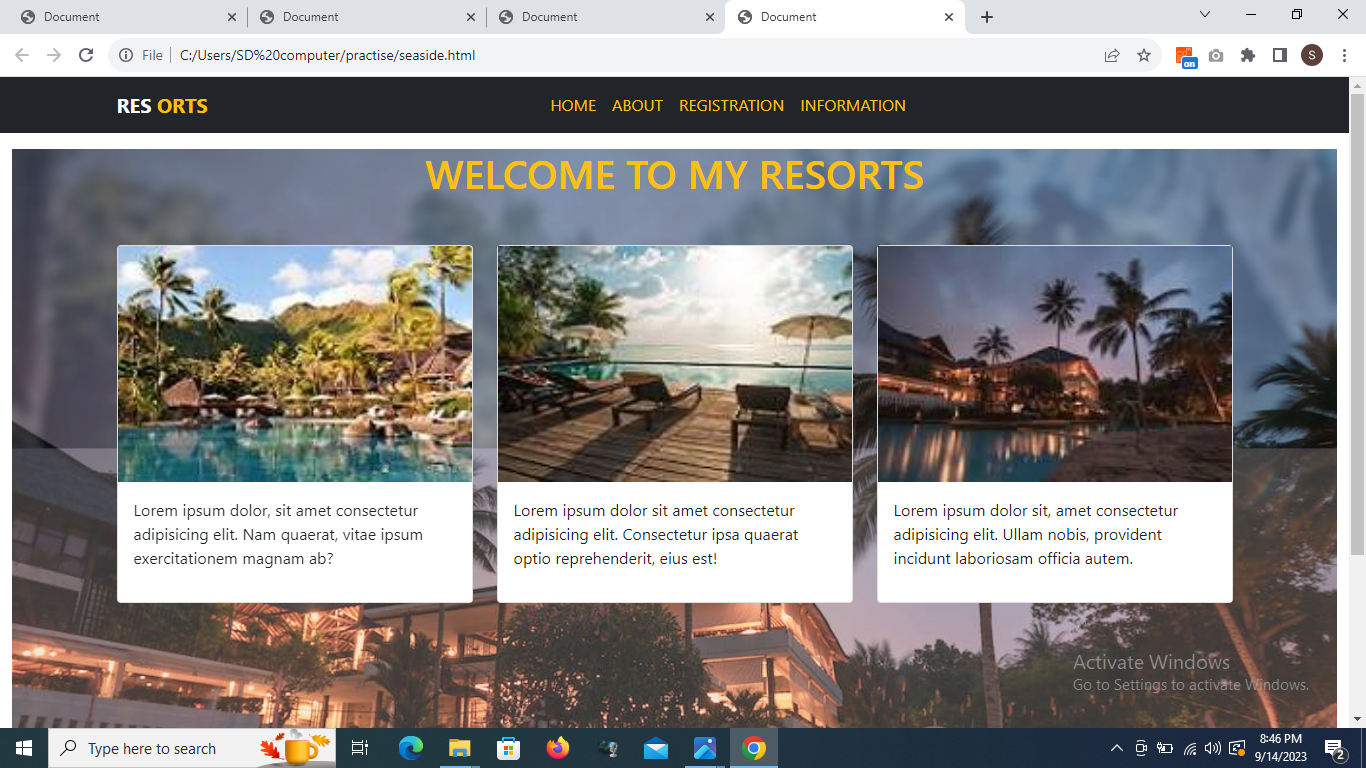 Document
Document
Document
Document
File C:/Users/SD%20computer/practise/seaside.html
on
S
RES ORTS HOME ABOUT REGISTRATION INFORMATION
WELCOME TO MY RESORTS
Lorem ipsum dolor, sit amet consectetur
adipisicing elit. Nam quaerat, vitae ipsum
exercitationem magnam ab?
Lorem ipsum dolor sit amet consectetur
adipisicing elit. Consectetur ipsa quaerat
optio reprehenderit, eius est!
Lorem ipsum dolor sit, amet consectetur
adipisicing elit. Ullam nobis, provident
incidunt laboriosam officia autem.
Activate Windows
Go to Settings to activate Windows.
Type here to search
8:46 PM
9/14/2023
2